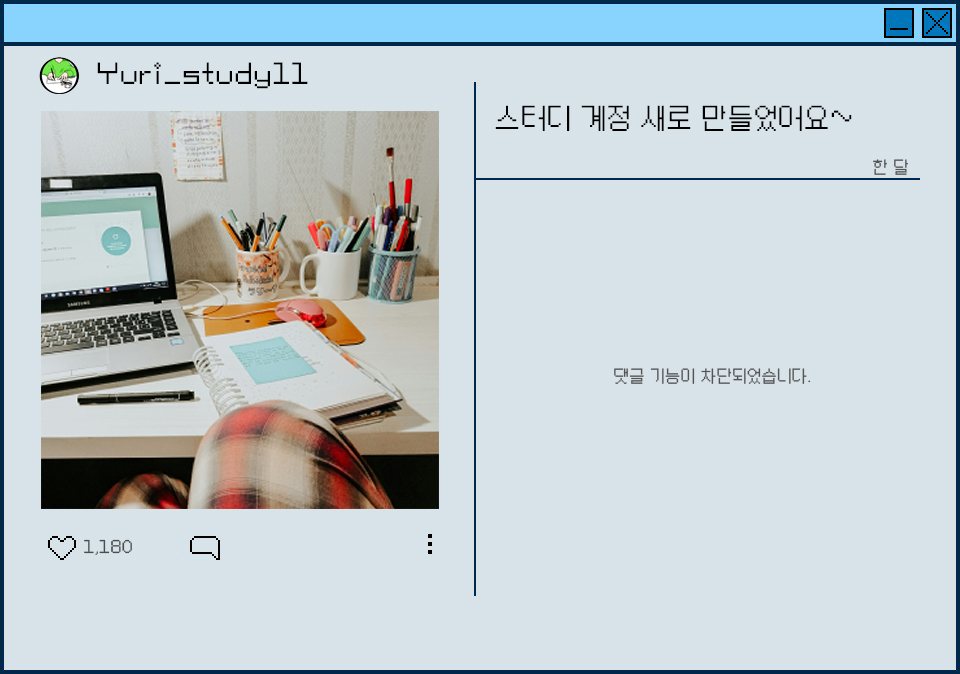 Yuri_study11
스터디 계정 새로 만들었어요~
한 달
댓글 기능이 차단되었습니다.
SAMSUNG
1,180